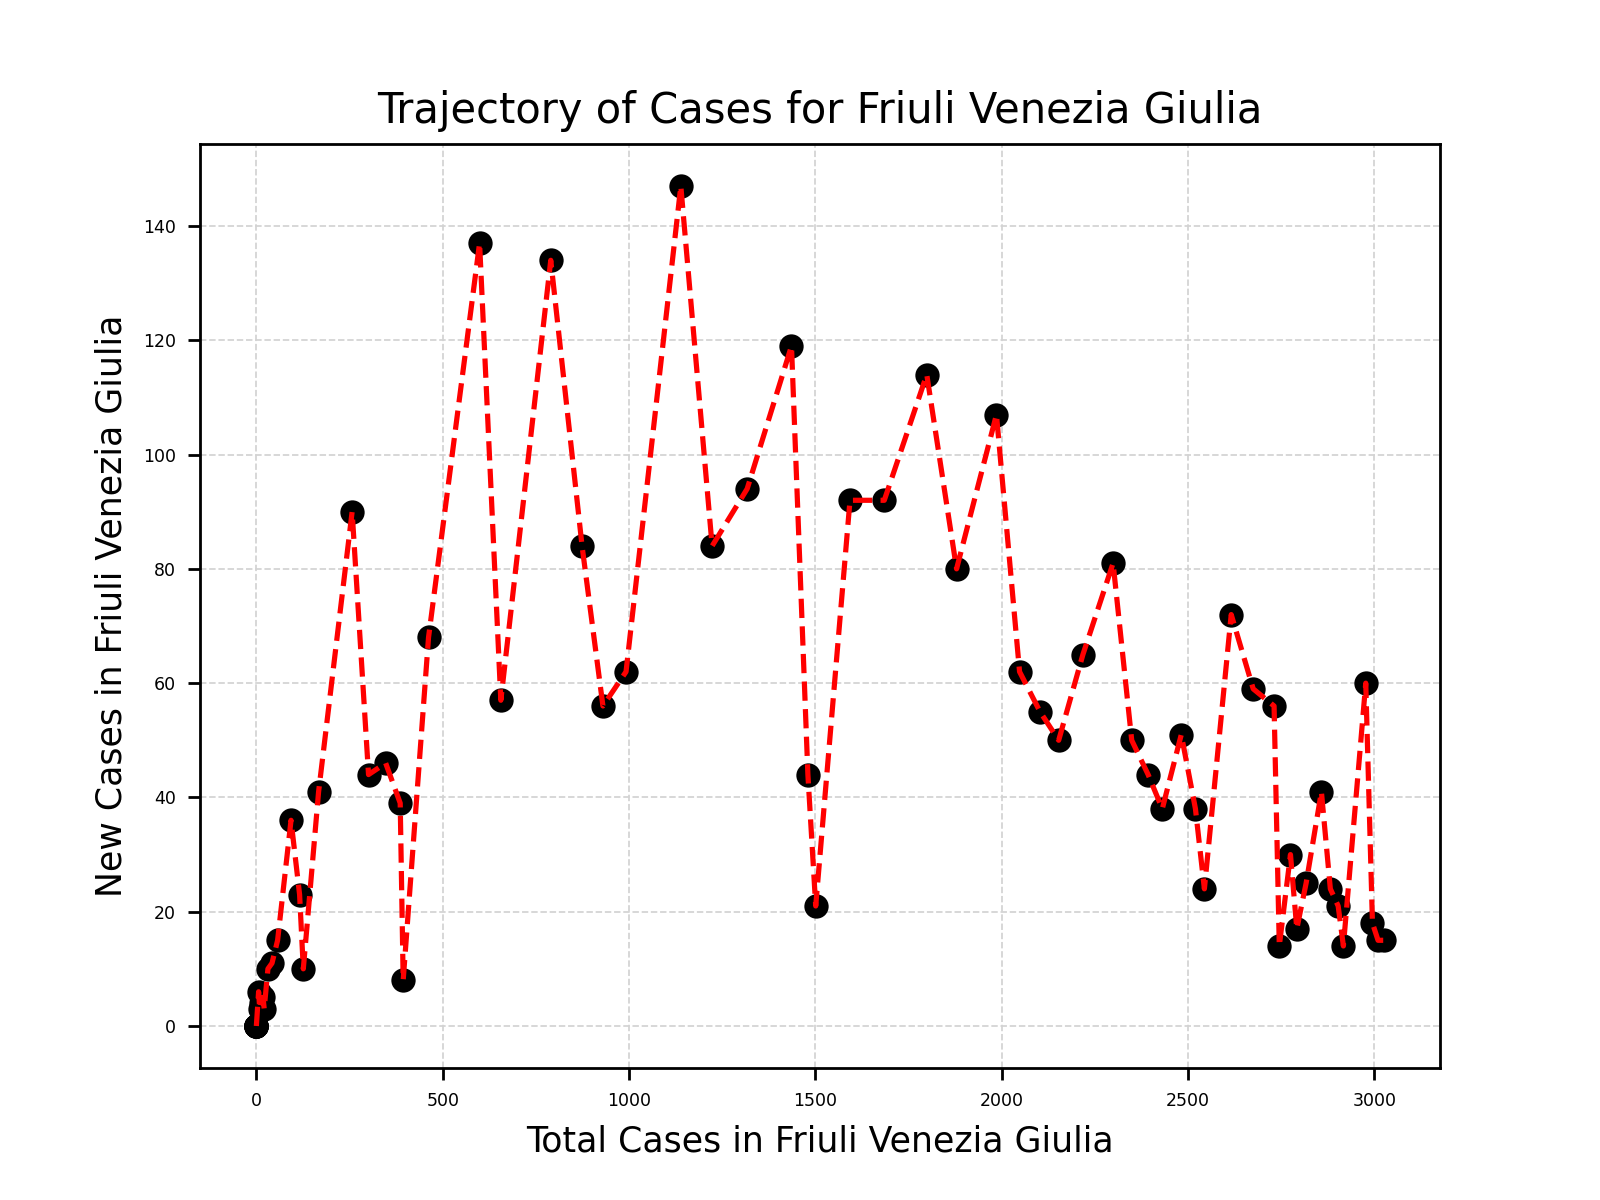 Trajectory of Cases for Friuli Venezia Giulia
New Cases in Friuli Venezia Giulia
140
120
100
80
60
40
20
0
0 500 1000 1500 2000 2500 3000
Total Cases in Friuli Venezia Giulia